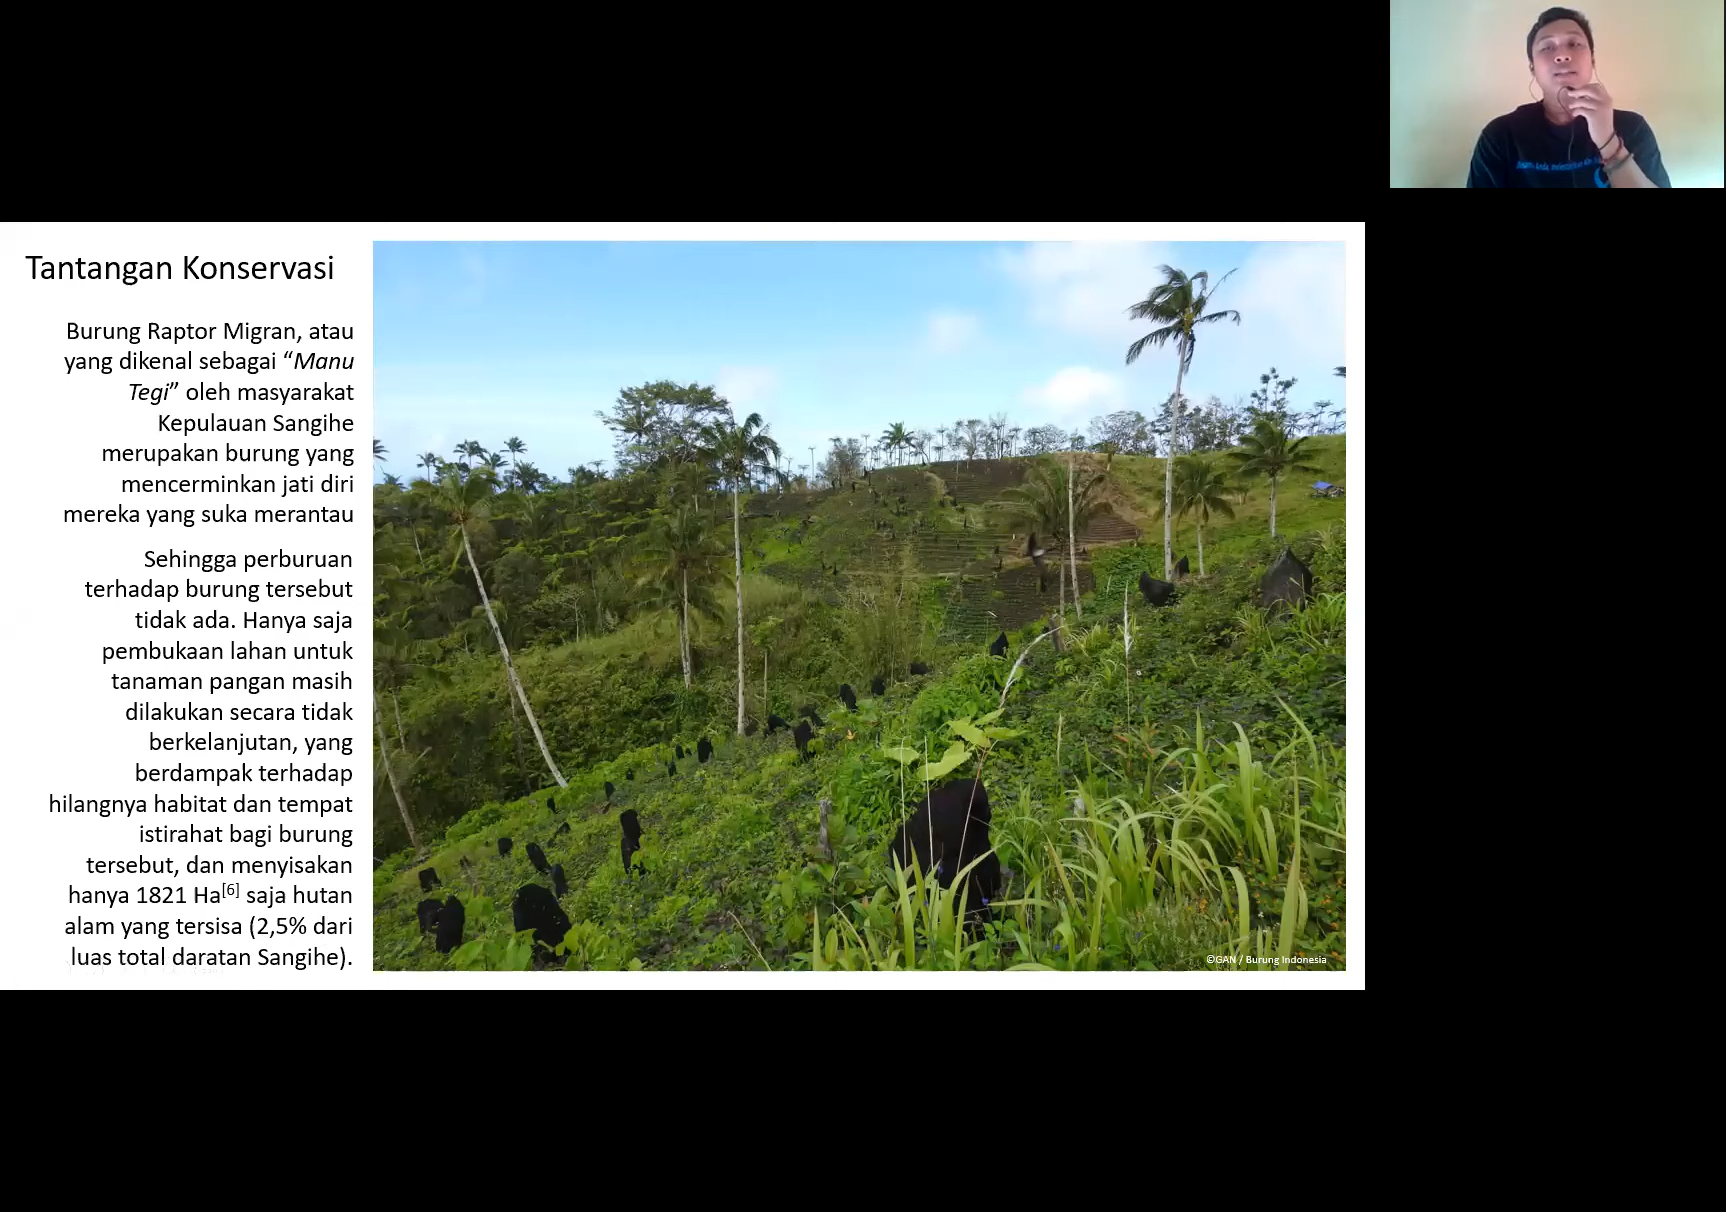 Tantangan Konservasi
Burung Raptor Migran, atau
yang dikenal sebagai “Manu
Tegi” oleh masyarakat
Kepulauan Sangihe
merupakan burung yang
mencerminkan jati diri
mereka yang suka merantau
Sehingga perburuan
terhadap burung tersebut
tidak ada. Hanya saja
pembukaan lahan untuk
tanaman pangan masih
dilakukan secara tidak
berkelanjutan, yang
berdampak terhadap
hilangnya habitat dan tempat
istirahat bagi burung
tersebut, dan menyisakan
hanya 1821 Ha[6] saja hutan
alam yang tersisa (2,5% dari
luas total daratan Sangihe).
©GAN / Burung Indonesia